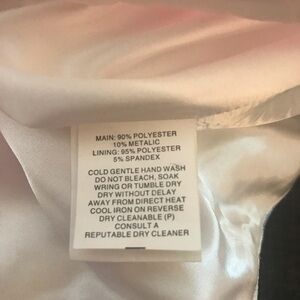 MAIN: 90% POLYESTER
10% METALIC
LINING: 95% POLYESTER
5% SPANDEX
COLD GENTLE HAND WASH
DO NOT BLEACH, SOAK
WRING OR TUMBLE DRY
DRY WITHOUT DELAY
AWAY FROM DIRECT HEAT
COOL IRON ON REVERSE
DRY CLEANABLE (P)
CONSULT A
REPUTABLE DRY CLEANER